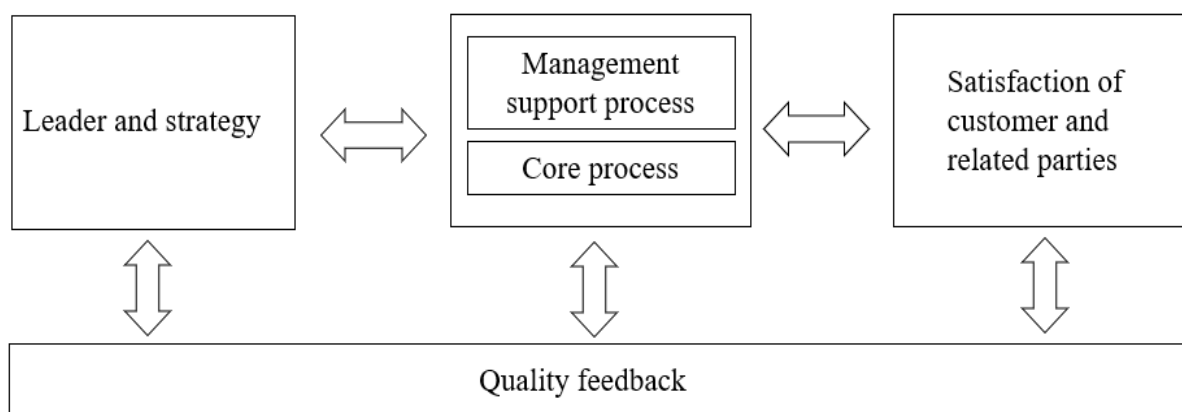 Leader and strategy
Management
support process
Core process
Satisfaction of
customer and
related parties
Quality feedback